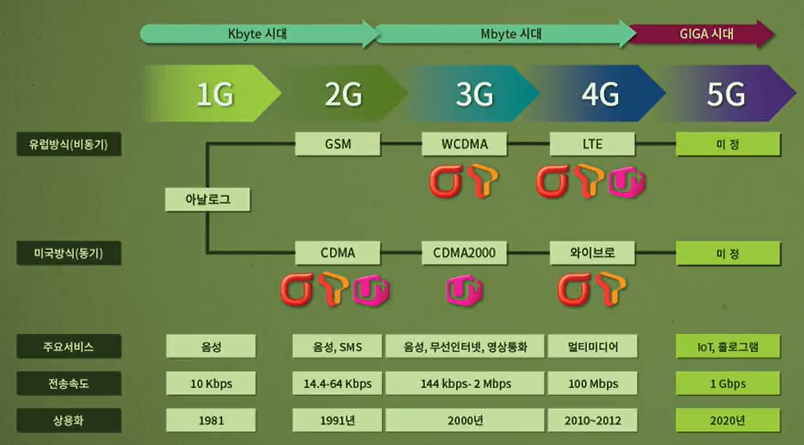 Kbyte 시대 Mbyte 시대 GIGA 시대
1G 2G 3G 4G 5G
유럽방식(비동기) GSM WCDMA LTE 미 정
아날로그
미국방식(동기) CDMA CDMA2000 와이브로 미 정
주요서비스 음성 음성, SMS 음성, 무선인터넷, 영상통화 멀티미디어 IoT, 홀로그램
전송속도 10 Kbps 14.4-64 Kbps 144 kbps- 2 Mbps 100 Mbps 1 Gbps
상용화 1981 1991년 2000년 2010~2012 2020년